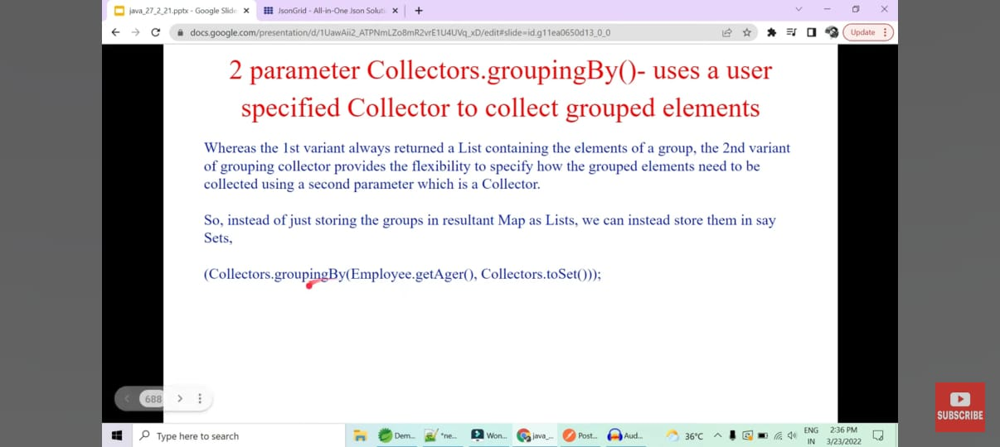 java_27_2_21.pptx - Google Slide
JsonGrid - All-in-One Json Soluti
docs.google.com/presentation/d/1UawAii2_ATPNmLZo8mR2vrE1U4UVq_xD/edit#slide=id.g11ea0650d13_0_0
Update
2 parameter Collectors.groupingBy()- uses a user
specified Collector to collect grouped elements
Whereas the 1st variant always returned a List containing the elements of a group, the 2nd variant
of grouping collector provides the flexibility to specify how the grouped elements need to be
collected using a second parameter which is a Collector.
So, instead of just storing the groups in resultant Map as Lists, we can instead store them in say
Sets,
(Collectors.groupingBy(Employee.getAger(), Collectors.toSet()));
688
SUBSCRIBE
Type here to search
Dem...
*ne...
Won...
java_...
Post...
Aud...
36°C
ENG
IN
2:36 PM
3/23/2022